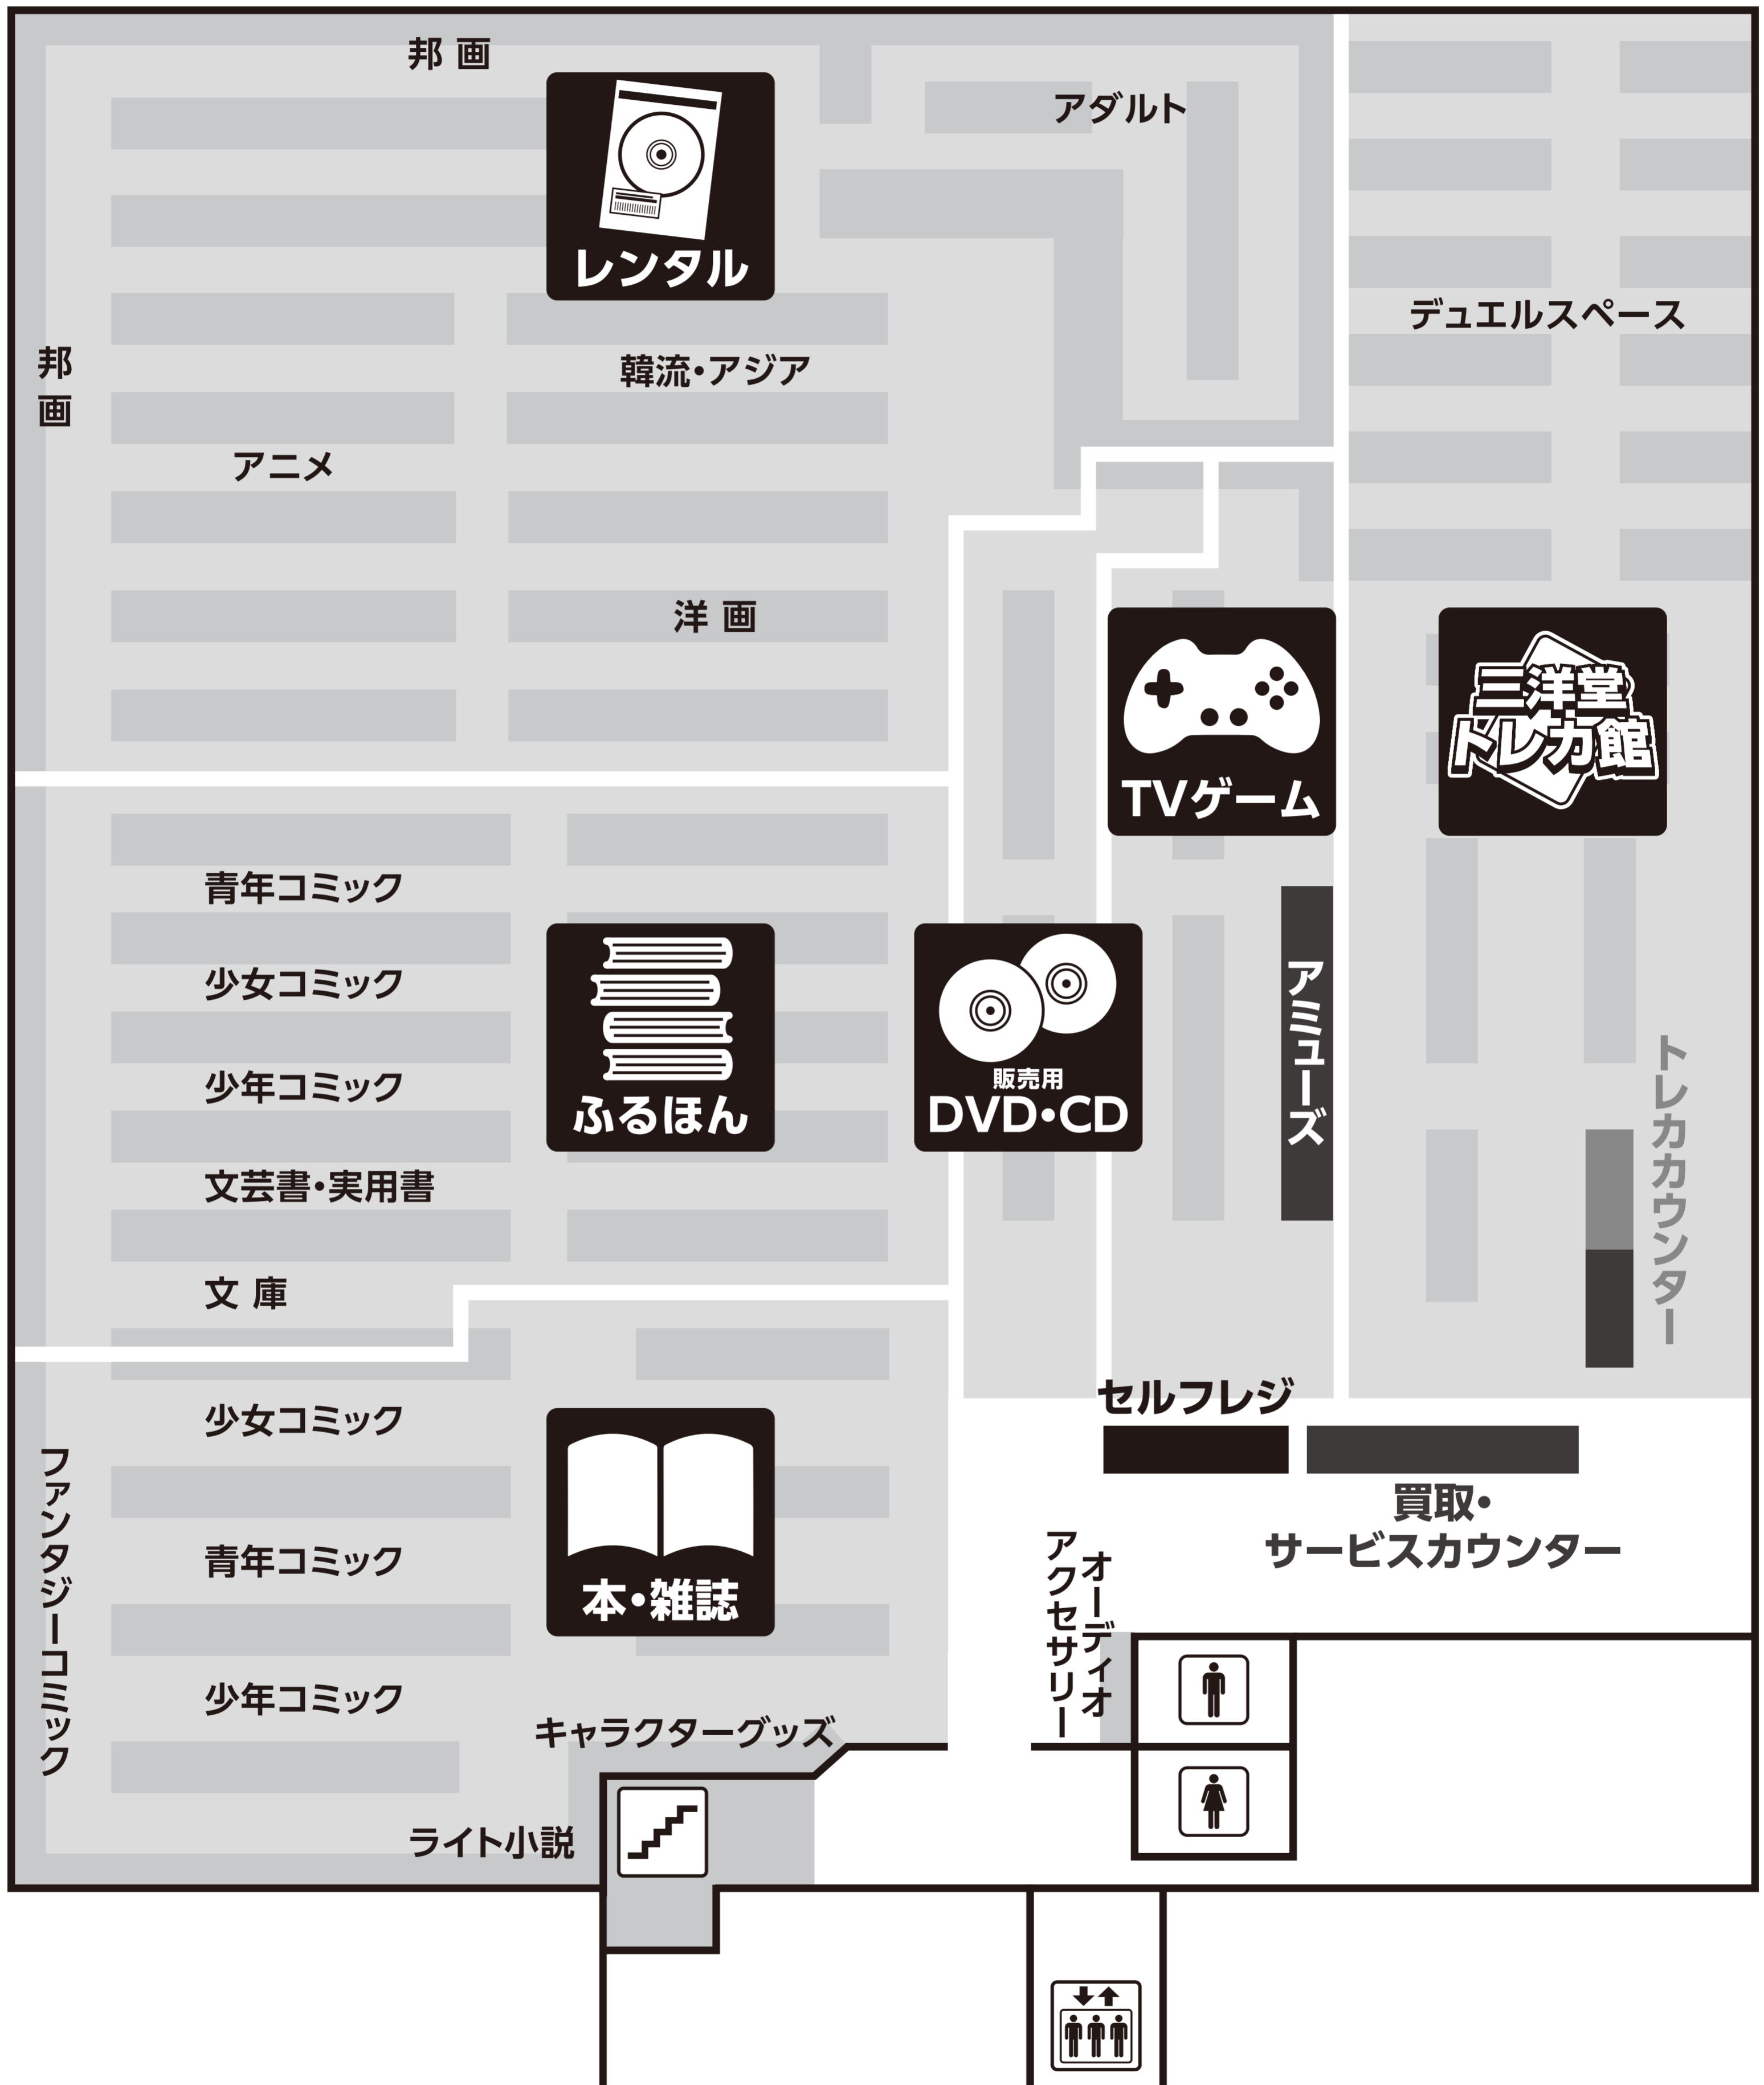 邦画
アダルト
レンタル
デュエルスペース
邦画
韓流・アジア
アニメ
洋画
TVゲーム
三洋堂
トレカ館
青年コミック
少女コミック
少年コミック
文芸書・実用書
文庫
ふるほん
販売用
DVD・CD
アミューズ
トレカカウンター
セルフレジ
買取・
サービスカウンター
少女コミック
青年コミック
少年コミック
ファンタジーコミック
本・雑誌
オーディオ
アクセサリー
キャラクターグッズ
ライト小説